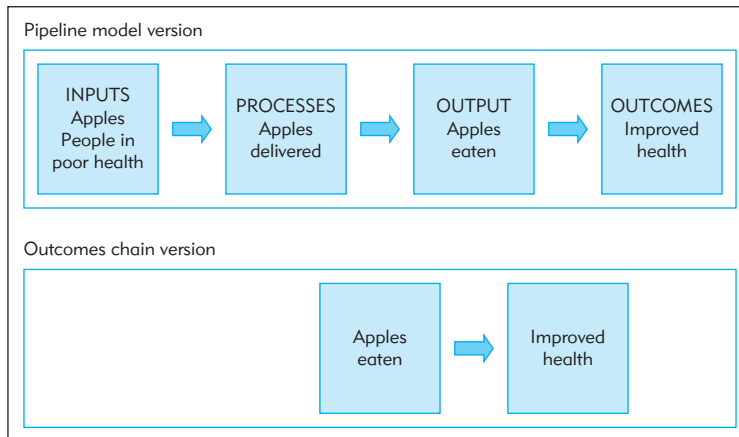 Pipeline model version
INPUTS
Apples
People in
poor health
PROCESSES
Apples
delivered
OUTPUT
Apples
eaten
OUTCOMES
Improved
health
Outcomes chain version
Apples
eaten
Improved
health